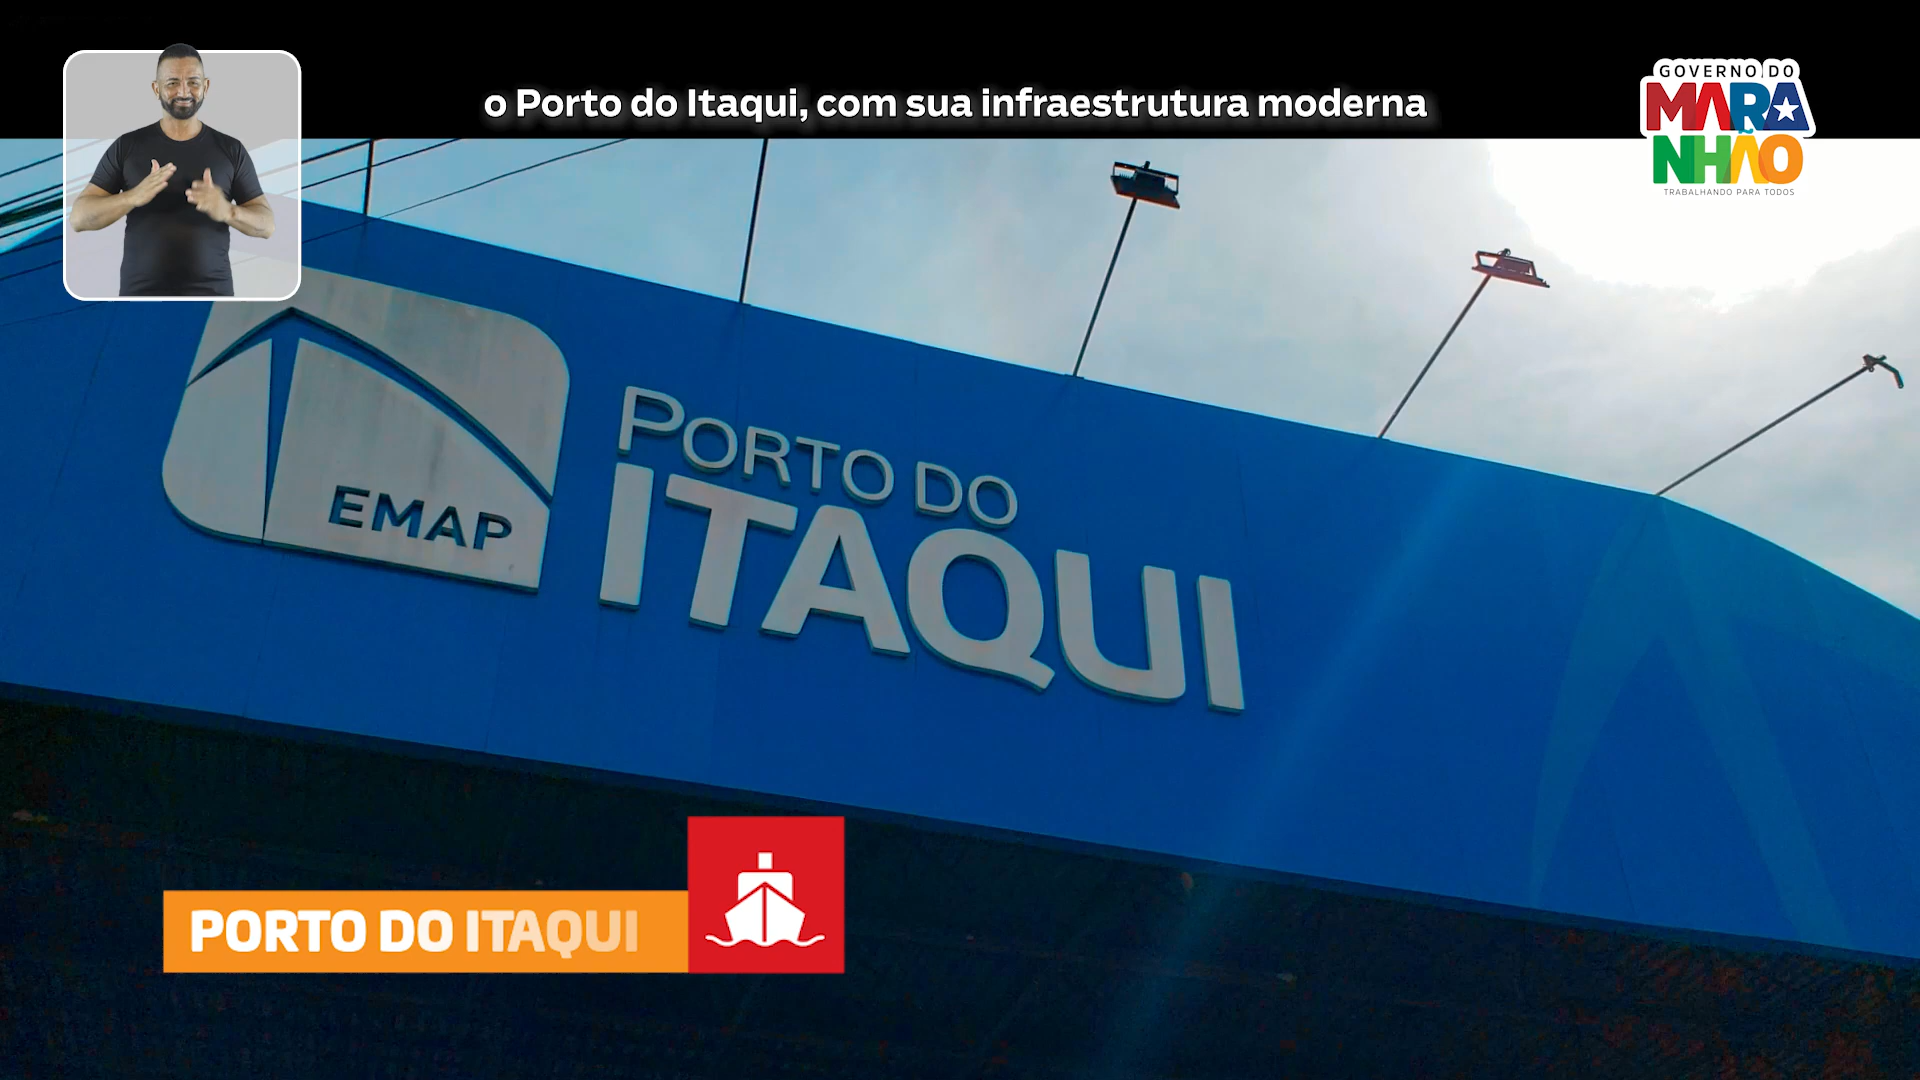 o Porto do Itaqui, com sua infraestrutura moderna
GOVERNO DO
MARA
NHÃO
TRABALHANDO PARA TODOS
EMAP
PORTO DO
ITAQUI
PORTO DO ITAQUI